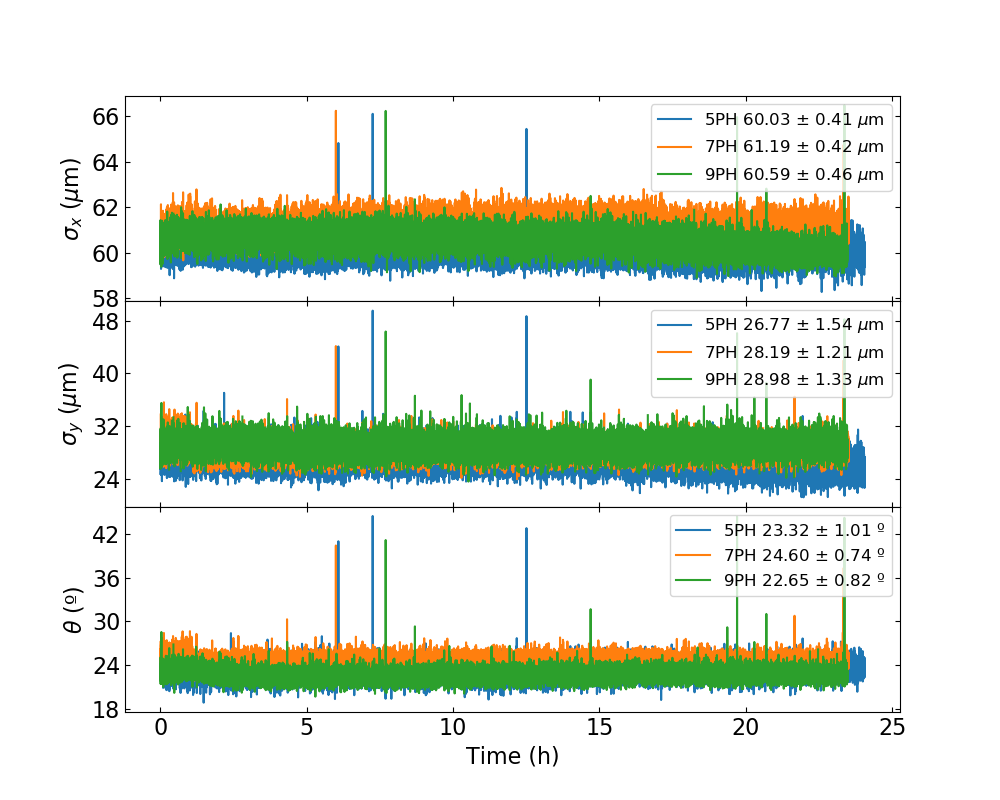 66
64
62
60
58
σx (μm)
5PH 60.03 ± 0.41 μm
7PH 61.19 ± 0.42 μm
9PH 60.59 ± 0.46 μm
48
40
32
24
σy (μm)
5PH 26.77 ± 1.54 μm
7PH 28.19 ± 1.21 μm
9PH 28.98 ± 1.33 μm
42
36
30
24
18
θ (º)
5PH 23.32 ± 1.01 º
7PH 24.60 ± 0.74 º
9PH 22.65 ± 0.82 º
0 5 10 15 20 25
Time (h)